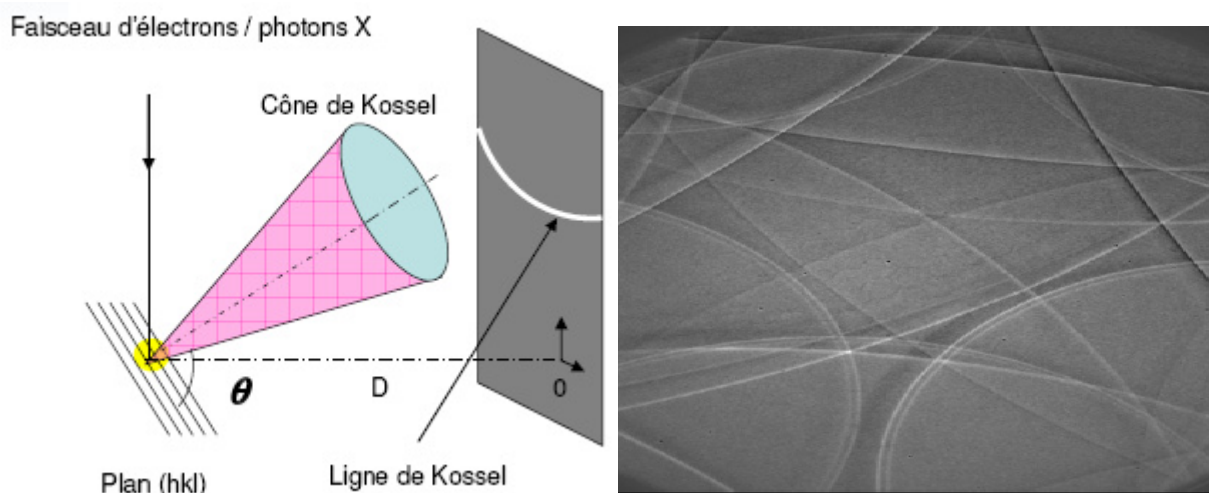 Faisceau d'électrons / photons X
Cône de Kossel
θ
D
0
Plan (hkl)
Ligne de Kossel